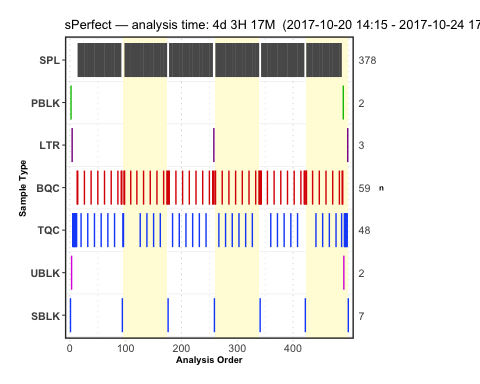 sPerfect — analysis time: 4d 3H 17M (2017-10-20 14:15 - 2017-10-24 17
SPL 378
PBLK 2
LTR 3
BQC 59 n
TQC 48
UBLK 2
SBLK 7
Sample Type
0 100 200 300 400
Analysis Order